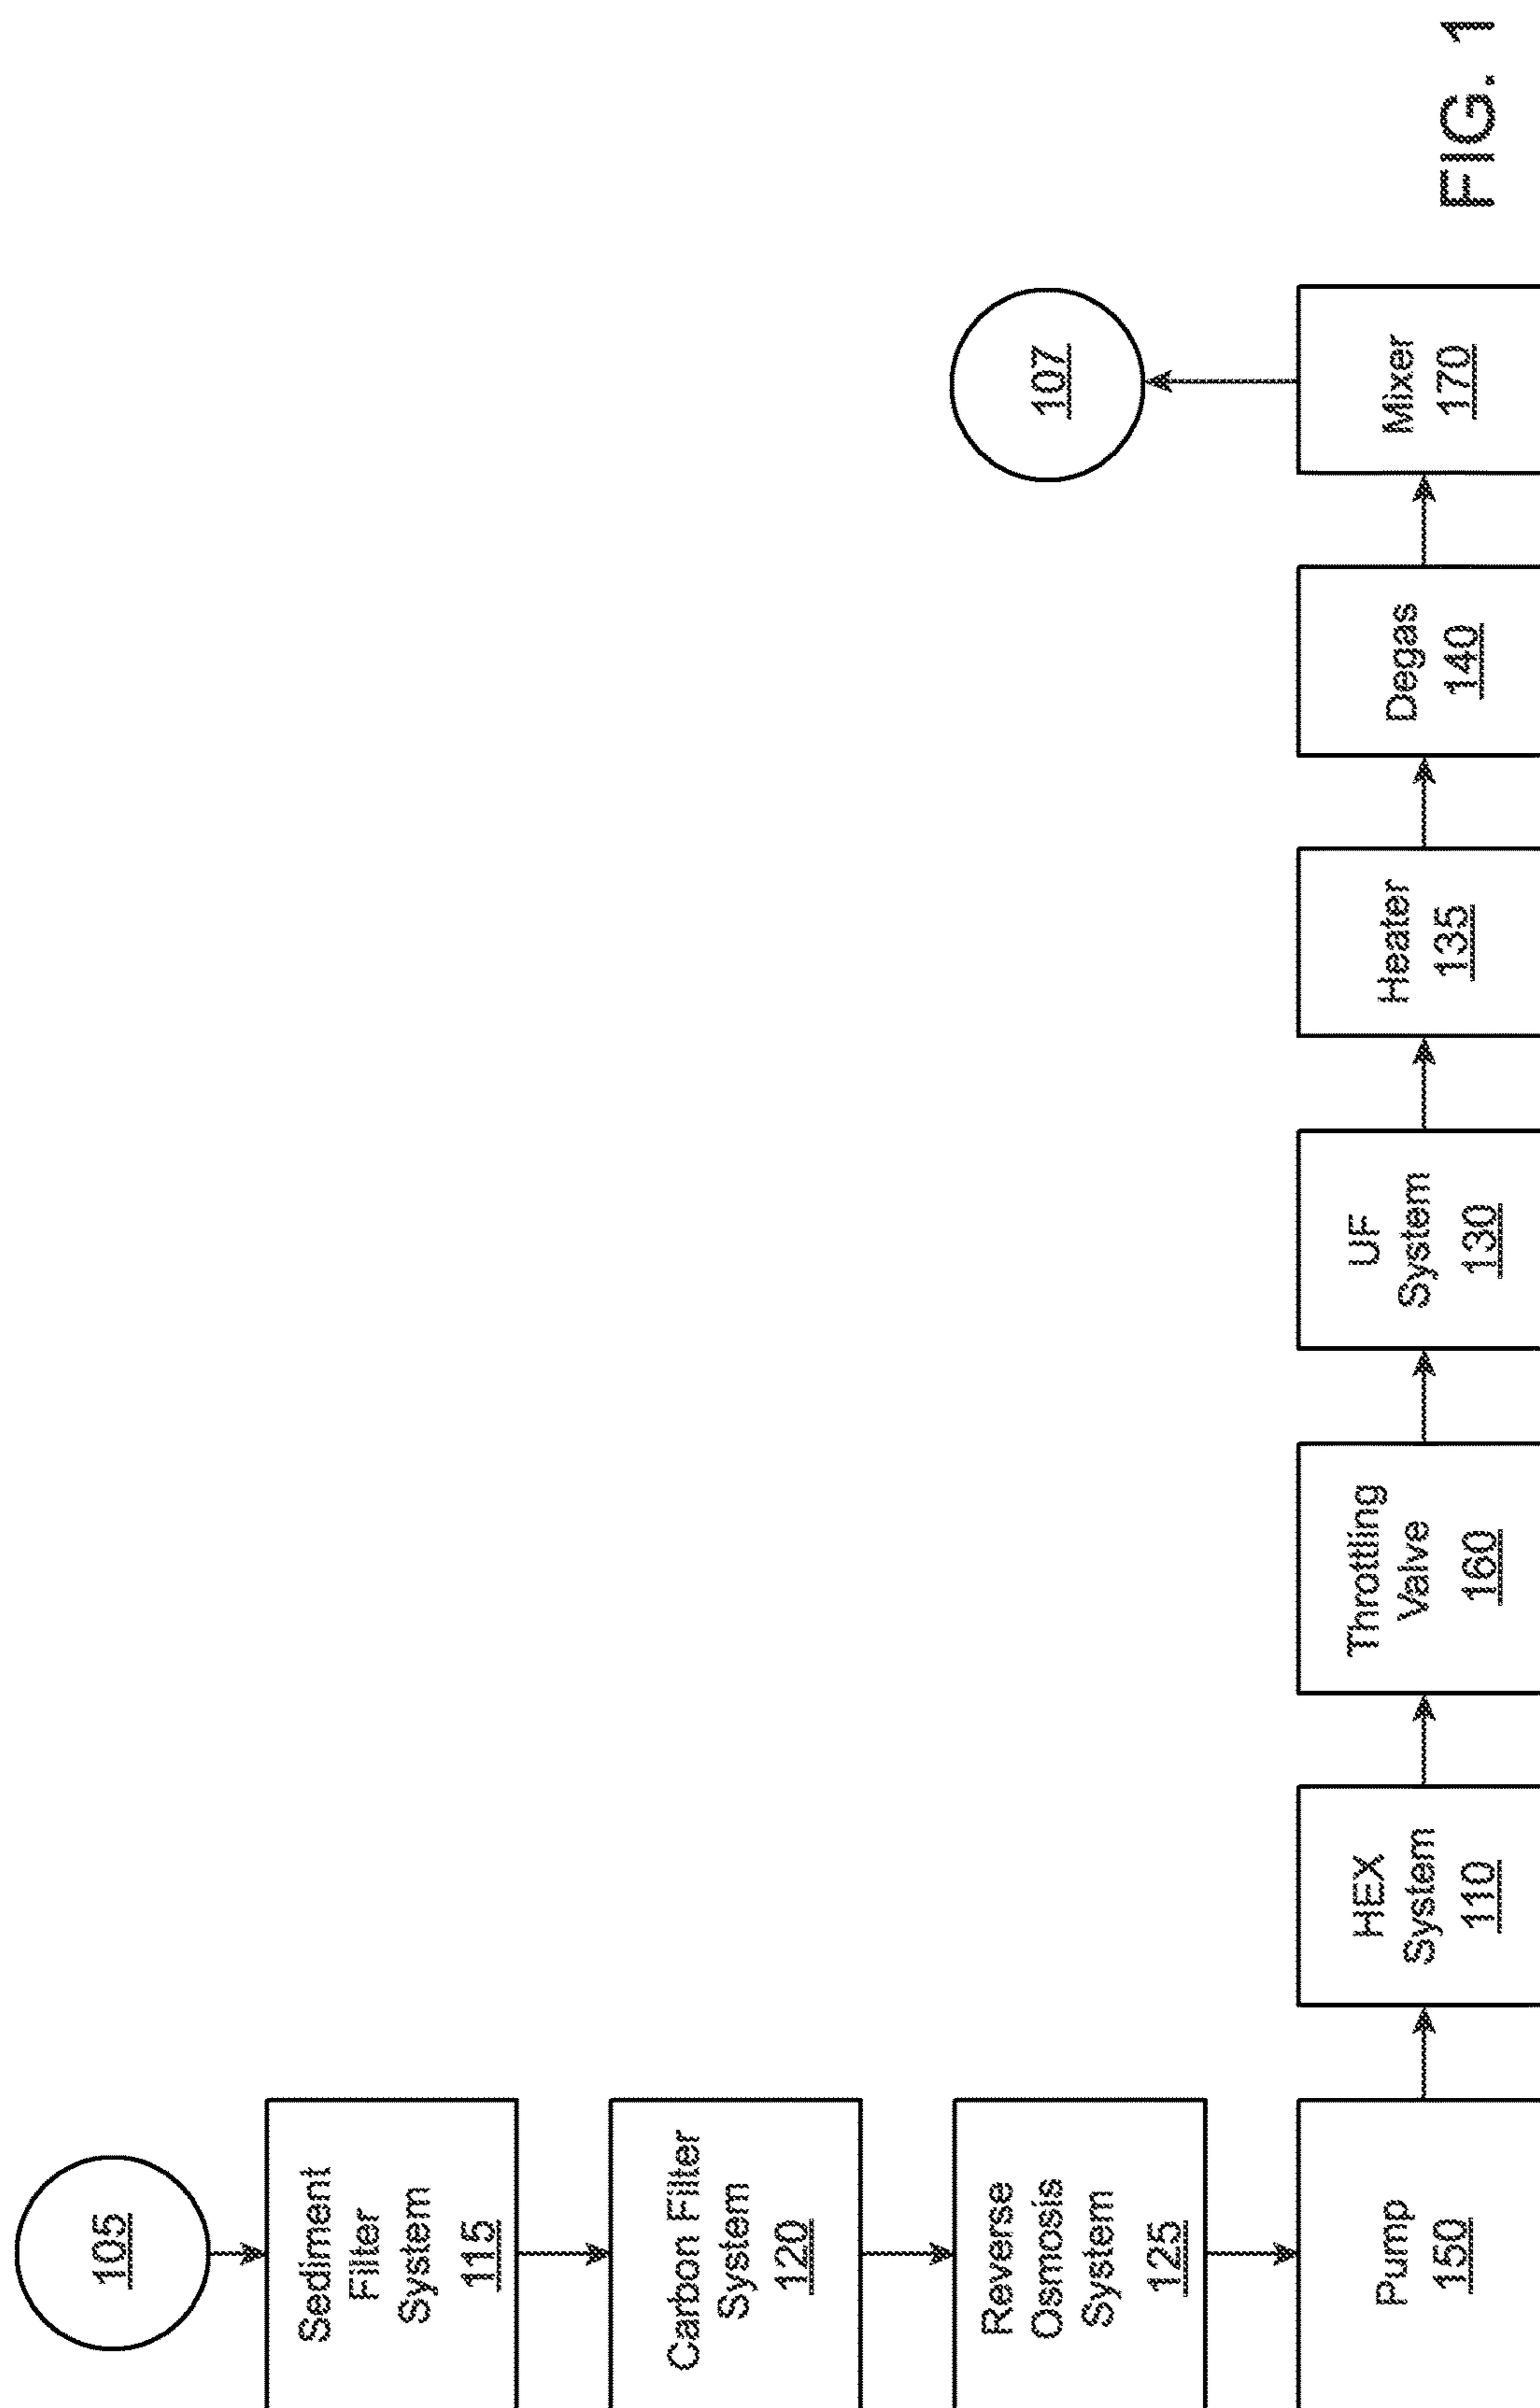 105
Sediment
Filter
System
115
Carbon Filter
System
120
Reverse
Osmosis
System
125
Pump
150
HEX
System
110
Throttling
Valve
160
UF
System
130
Heater
135
Degas
140
Mixer
170
107
FIG. 1